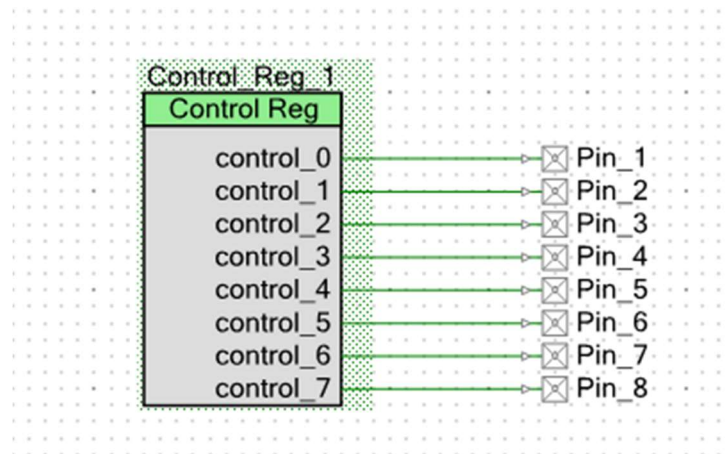 Control_Reg_1
Control Reg
control_0 Pin_1
control_1 Pin_2
control_2 Pin_3
control_3 Pin_4
control_4 Pin_5
control_5 Pin_6
control_6 Pin_7
control_7 Pin_8